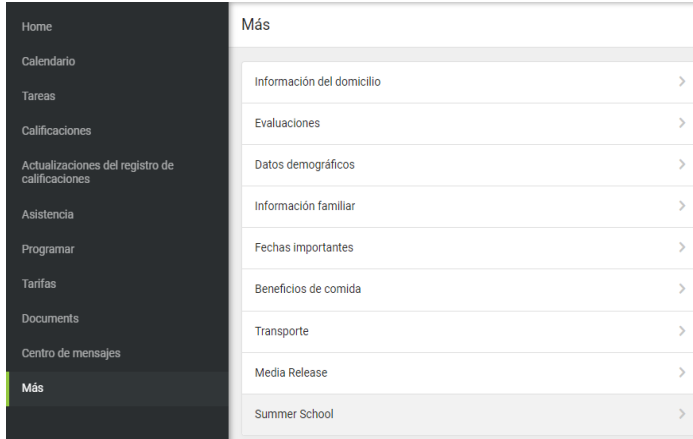 Home
Calendario
Tareas
Calificaciones
Actualizaciones del registro de
calificaciones
Asistencia
Programar
Tarifas
Documents
Centro de mensajes
Más
Más
Información del domicilio
Evaluaciones
Datos demográficos
Información familiar
Fechas importantes
Beneficios de comida
Transporte
Media Release
Summer School